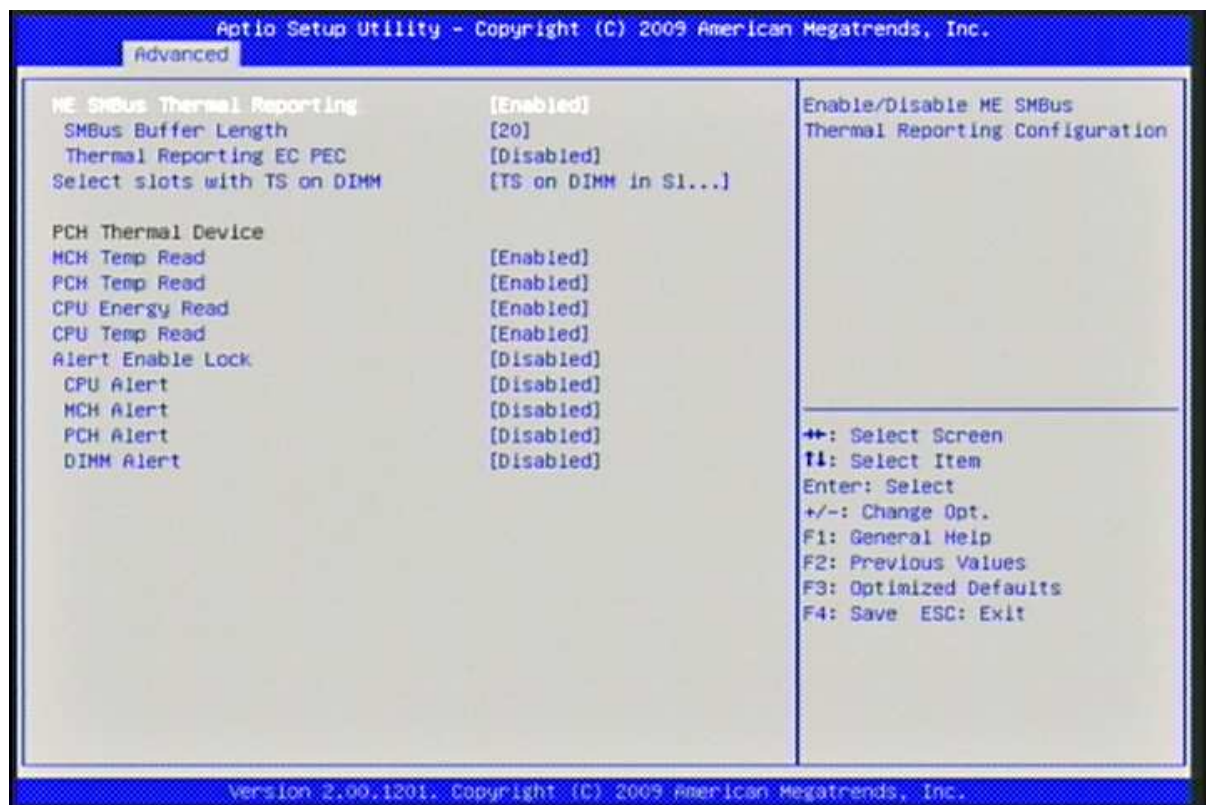 Aptio Setup Utility - Copyright (C) 2009 American Megatrends, Inc.
Advanced
ME SMBus Thermal Reporting [Enabled]
SMBus Buffer Length [20]
Thermal Reporting EC PEC [Disabled]
Select slots with TS on DIMM [TS on DIMM in Sl...]
PCH Thermal Device
MCH Temp Read [Enabled]
PCH Temp Read [Enabled]
CPU Energy Read [Enabled]
CPU Temp Read [Enabled]
Alert Enable Lock [Disabled]
CPU Alert [Disabled]
MCH Alert [Disabled]
PCH Alert [Disabled]
DIMM Alert [Disabled]
Enable/Disable ME SMBus
Thermal Reporting Configuration
→←: Select Screen
↑↓: Select Item
Enter: Select
+/-: Change Opt.
F1: General Help
F2: Previous Values
F3: Optimized Defaults
F4: Save ESC: Exit
Version 2.00.1201. Copyright (C) 2009 American Megatrends, Inc.